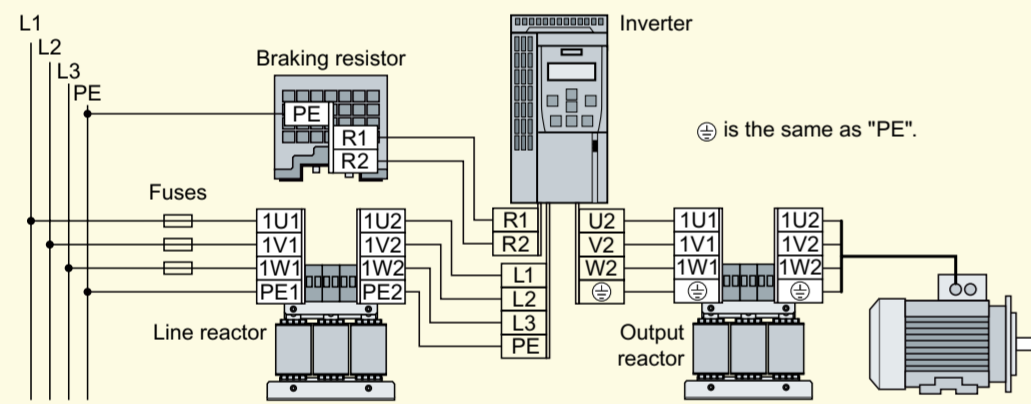 L1
L2
L3
PE
Braking resistor
PE
R1
R2
Inverter
⏚ is the same as "PE".
Fuses
1U1
1V1
1W1
PE1
1U2
1V2
1W2
PE2
Line reactor
R1
R2
L1
L2
L3
PE
U2
V2
W2
⏚
1U1
1V1
1W1
⏚
1U2
1V2
1W2
⏚
Output
reactor